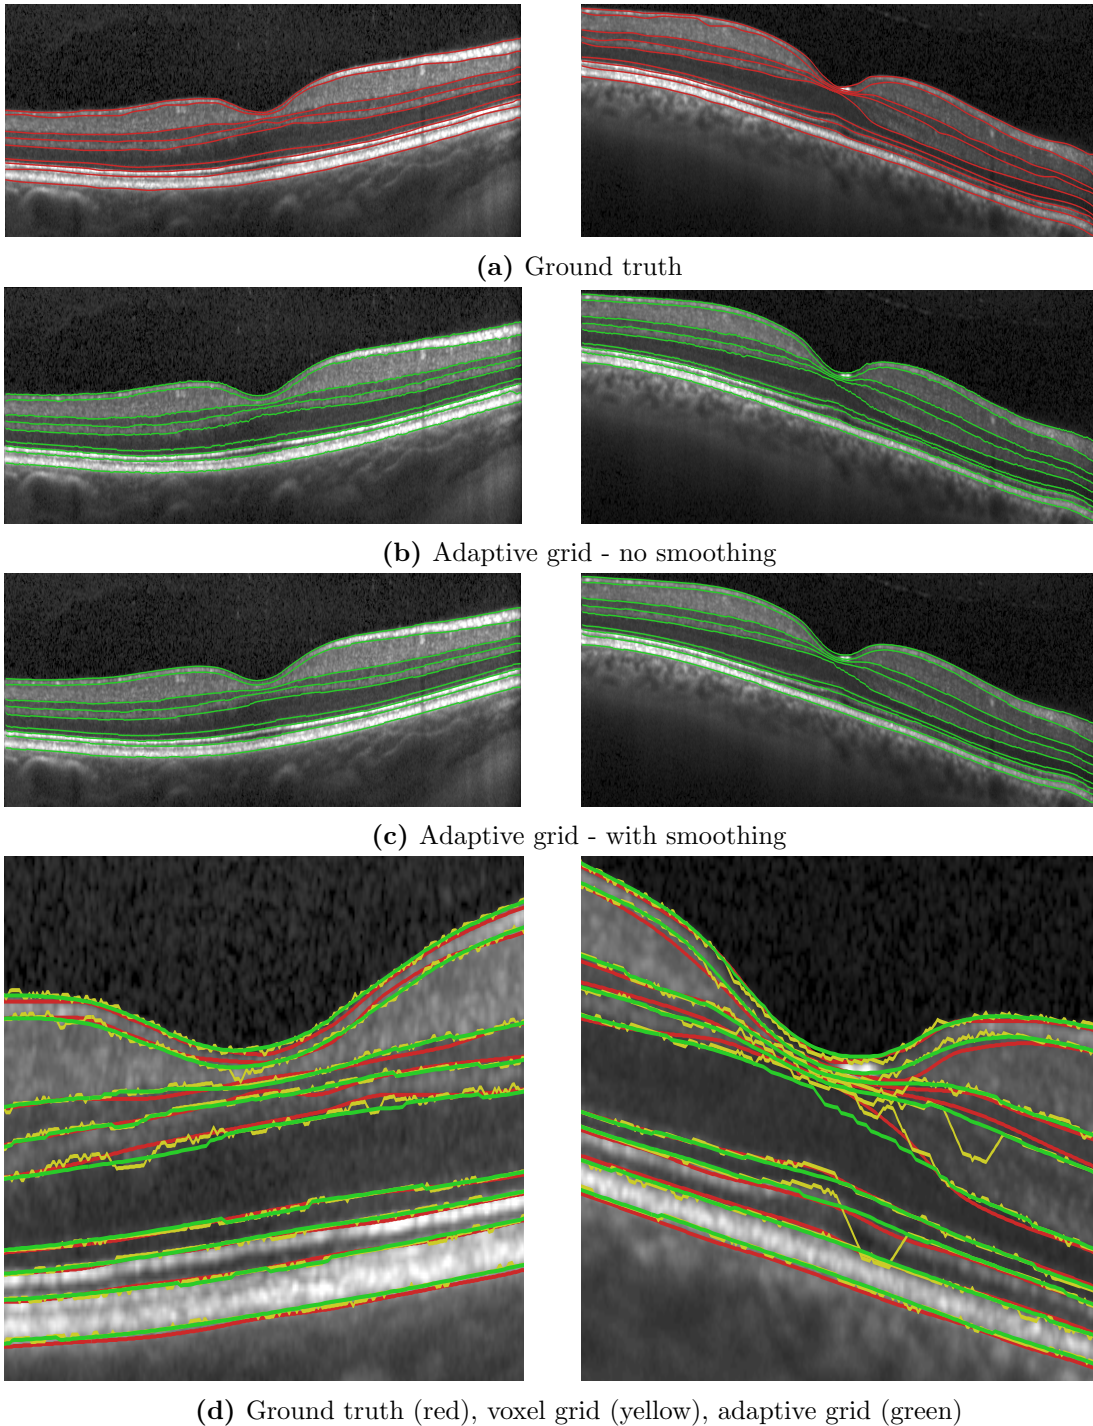 (a) Ground truth
(b) Adaptive grid - no smoothing
(c) Adaptive grid - with smoothing
(d) Ground truth (red), voxel grid (yellow), adaptive grid (green)